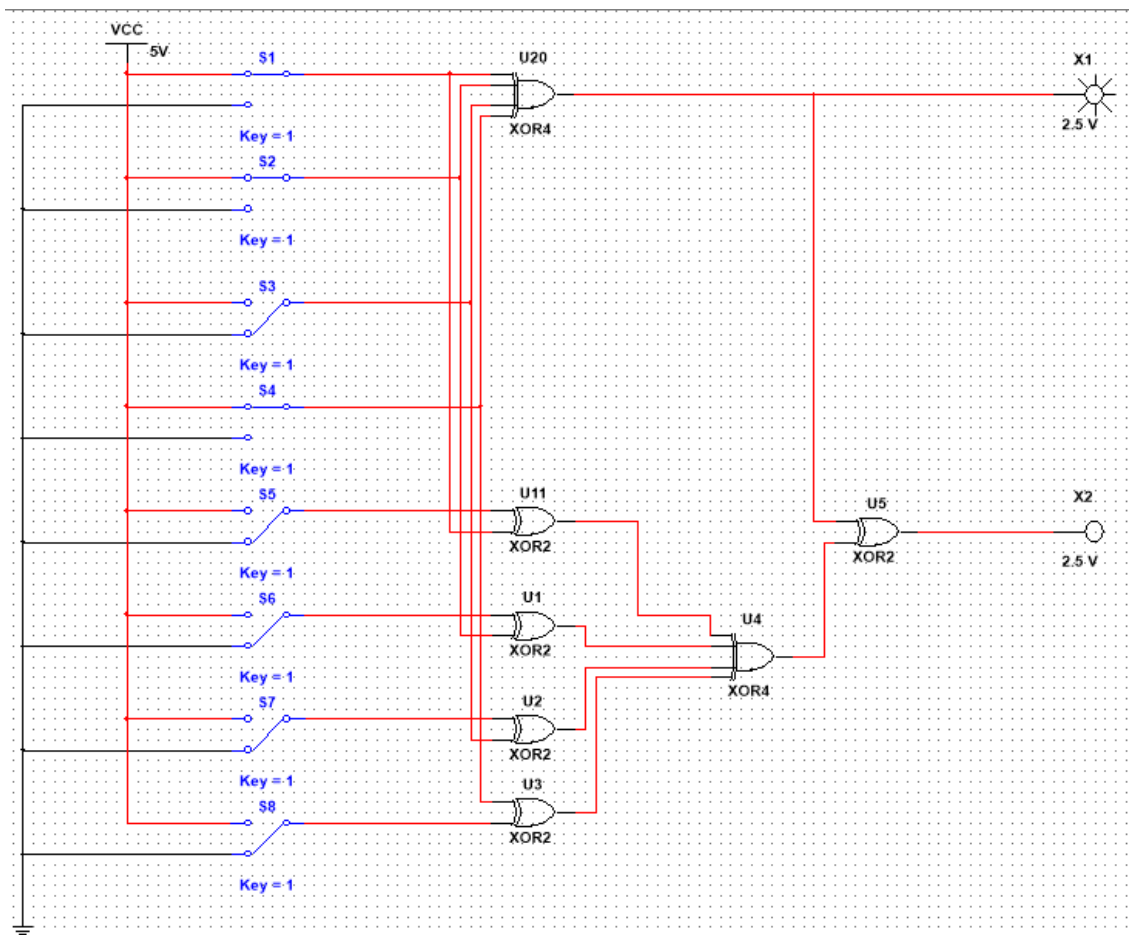 VCC
5V
S1
U20
X1
XOR4
2.5 V
Key = 1
S2
Key = 1
S3
Key = 1
S4
Key = 1
S5
U11
U5
X2
XOR2
XOR2
2.5 V
Key = 1
S6
U1
U4
XOR2
XOR4
Key = 1
S7
U2
XOR2
Key = 1
U3
S8
XOR2
Key = 1